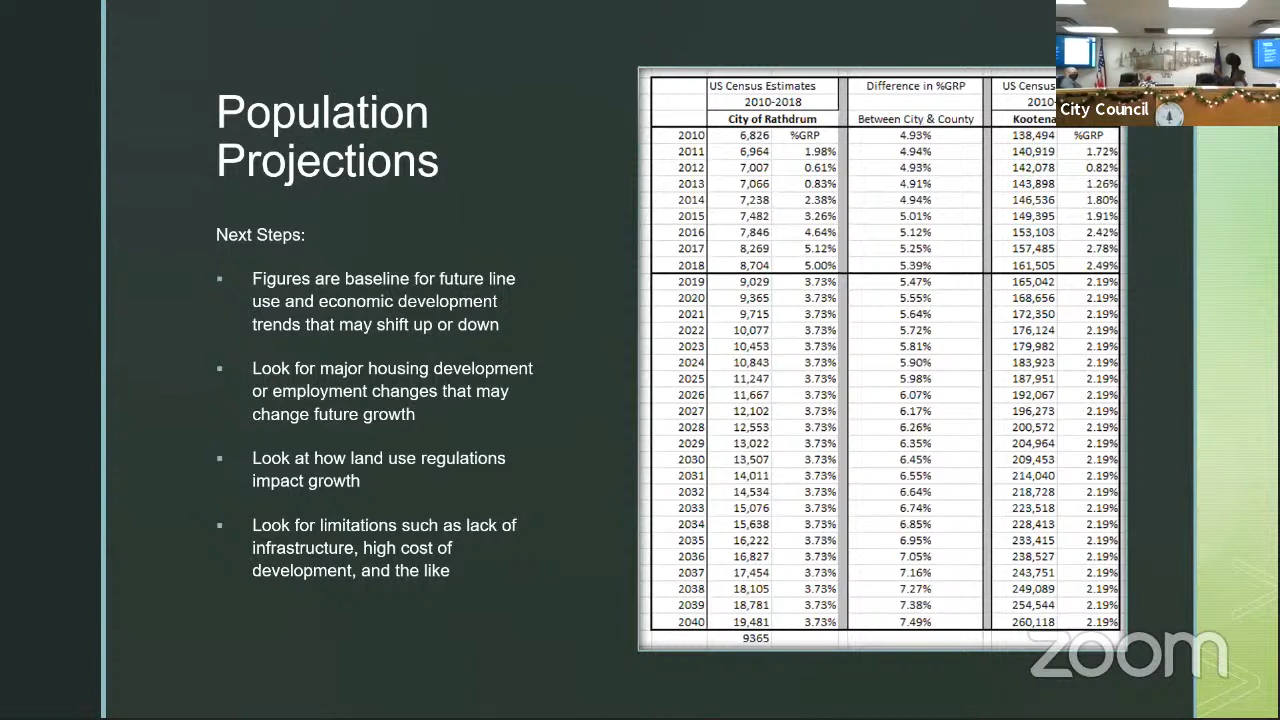 Population
Projections
Next Steps:
▪ Figures are baseline for future line
use and economic development
trends that may shift up or down
▪ Look for major housing development
or employment changes that may
change future growth
▪ Look at how land use regulations
impact growth
▪ Look for limitations such as lack of
infrastructure, high cost of
development, and the like
US Census Estimates Difference in %GRP US Census
2010-2018 2010-
City of Rathdrum Between City & County Kootena
2010 6,826 %GRP 4.93% 138,494 %GRP
2011 6,964 1.98% 4.94% 140,919 1.72%
2012 7,007 0.61% 4.93% 142,078 0.82%
2013 7,066 0.83% 4.91% 143,898 1.26%
2014 7,238 2.38% 4.94% 146,536 1.80%
2015 7,482 3.26% 5.01% 149,395 1.91%
2016 7,846 4.64% 5.12% 153,103 2.42%
2017 8,269 5.12% 5.25% 157,485 2.78%
2018 8,704 5.00% 5.39% 161,505 2.49%
2019 9,029 3.73% 5.47% 165,042 2.19%
2020 9,365 3.73% 5.55% 168,656 2.19%
2021 9,715 3.73% 5.64% 172,350 2.19%
2022 10,077 3.73% 5.72% 176,124 2.19%
2023 10,453 3.73% 5.81% 179,982 2.19%
2024 10,843 3.73% 5.90% 183,923 2.19%
2025 11,247 3.73% 5.98% 187,951 2.19%
2026 11,667 3.73% 6.07% 192,067 2.19%
2027 12,102 3.73% 6.17% 196,273 2.19%
2028 12,553 3.73% 6.26% 200,572 2.19%
2029 13,022 3.73% 6.35% 204,964 2.19%
2030 13,507 3.73% 6.45% 209,453 2.19%
2031 14,011 3.73% 6.55% 214,040 2.19%
2032 14,534 3.73% 6.64% 218,728 2.19%
2033 15,076 3.73% 6.74% 223,518 2.19%
2034 15,638 3.73% 6.85% 228,413 2.19%
2035 16,222 3.73% 6.95% 233,415 2.19%
2036 16,827 3.73% 7.05% 238,527 2.19%
2037 17,454 3.73% 7.16% 243,751 2.19%
2038 18,105 3.73% 7.27% 249,089 2.19%
2039 18,781 3.73% 7.38% 254,544 2.19%
2040 19,481 3.73% 7.49% 260,118 2.19%
9365
City Council
zoom